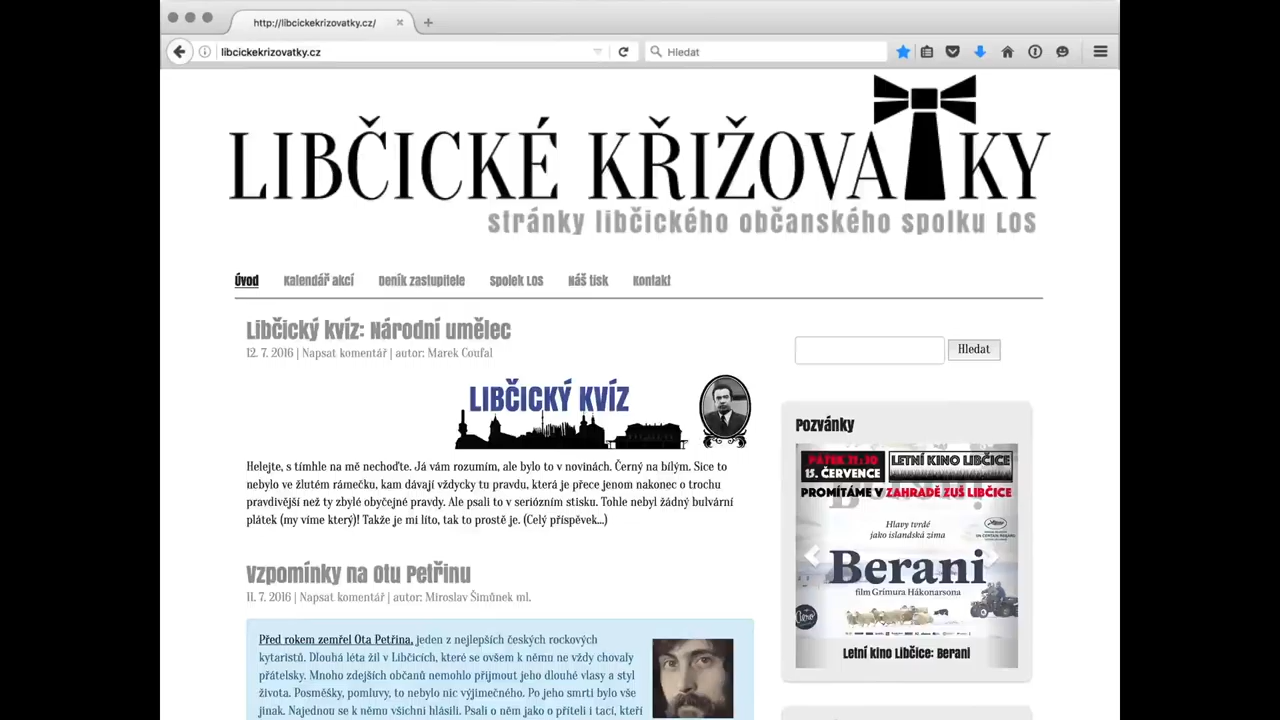 http://libcickekrizovatky.cz/
libcickekrizovatky.cz
Hledat
LIBČICKÉ KŘIŽOVATKY
stránky libčického občanského spolku LOS
Úvod Kalendář akcí Deník zastupitele Spolek LOS Náš tisk Kontakt
Libčický kvíz: Národní umělec
12. 7. 2016 | Napsat komentář | autor: Marek Coufal
LIBČICKÝ KVÍZ
Helejte, s tímhle na mě nechoďte. Já vám rozumím, ale bylo to v novinách. Černý na bílým. Sice to
nebylo ve žlutém rámečku, kam dávají vždycky tu pravdu, která je přece jenom nakonec o trochu
pravdivější než ty zbylé obyčejné pravdy. Ale psali to v seriózním stisku. Tohle nebyl žádný bulvární
plátek (my víme který)! Takže je mi líto, tak to prostě je. (Celý příspěvek...)
Vzpomínky na Otu Petřinu
11. 7. 2016 | Napsat komentář | autor: Miroslav Šimůnek ml.
Před rokem zemřel Ota Petřina, jeden z nejlepších českých rockových
kytaristů. Dlouhá léta žil v Libčicích, které se ovšem k němu ne vždy chovaly
přátelsky. Mnoho zdejších občanů nemohlo přijmout jeho dlouhé vlasy a styl
života. Posměšky, pomluvy, to nebylo nic výjimečného. Po jeho smrti bylo vše
jinak. Najednou se k němu všichni hlásili. Psali o něm jako o příteli i tací, kteří
Hledat
Pozvánky
PÁTEK 21:30
15. ČERVENCE
LETNÍ KINO LIBČICE
PROMÍTÁME V ZAHRADĚ ZUŠ LIBČICE
Hlavy tvrdé
jako islandská zima
Berani
film Grímura Hákonarsona
Letní kino Libčice: Berani